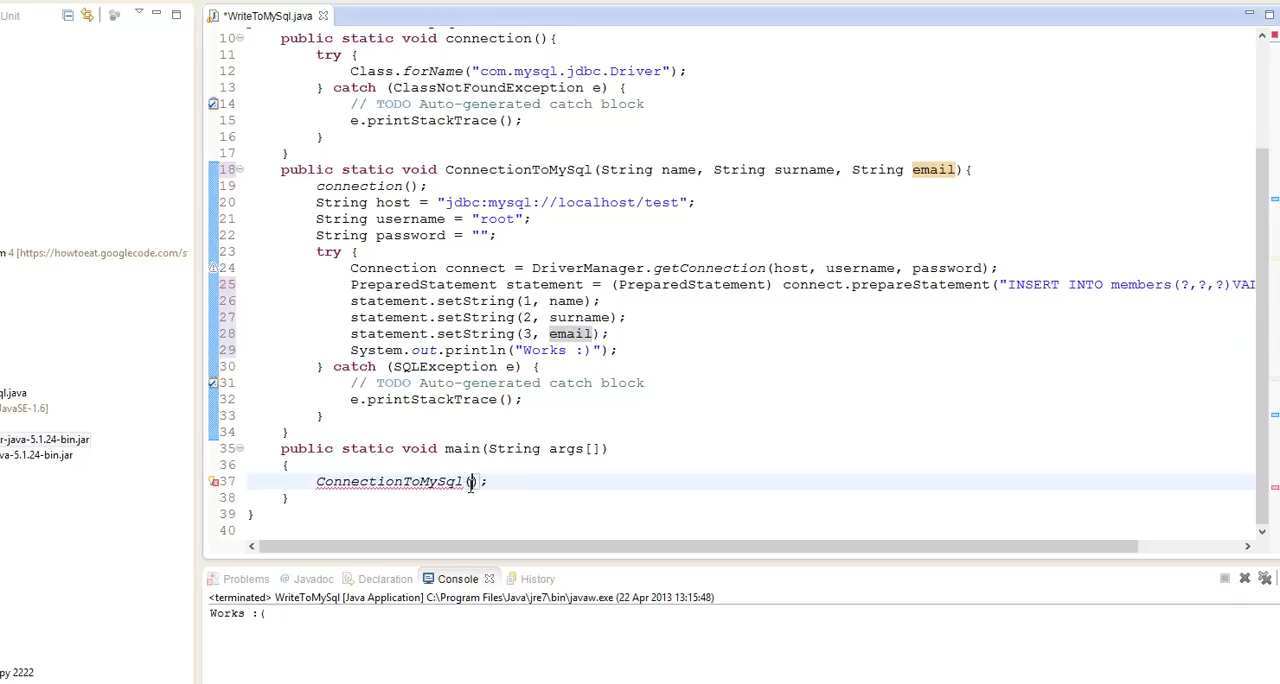 Unit
*WriteToMySql.java
10 public static void connection(){
11 try {
12 Class.forName("com.mysql.jdbc.Driver");
13 } catch (ClassNotFoundException e) {
14 // TODO Auto-generated catch block
15 e.printStackTrace();
16 }
17 }
18 public static void ConnectionToMySql(String name, String surname, String email){
19 connection();
20 String host = "jdbc:mysql://localhost/test";
21 String username = "root";
22 String password = "";
23 try {
m 4 [https://howtoeat.googlecode.com/s
24 Connection connect = DriverManager.getConnection(host, username, password);
25 PreparedStatement statement = (PreparedStatement) connect.prepareStatement("INSERT INTO members(?,?,?)VAL
26 statement.setString(1, name);
27 statement.setString(2, surname);
28 statement.setString(3, email);
29 System.out.println("Works :)");
30 } catch (SQLException e) {
31 // TODO Auto-generated catch block
ql.java
32 e.printStackTrace();
JavaSE-1.6]
33 }
34 }
r-java-5.1.24-bin.jar
35 public static void main(String args[])
va-5.1.24-bin.jar
36 {
37 ConnectionToMySql();
38 }
39 }
40
Problems @ Javadoc Declaration Console History
<terminated> WriteToMySql [Java Application] C:\Program Files\Java\jre7\bin\javaw.exe (22 Apr 2013 13:15:48)
Works :(
py 2222